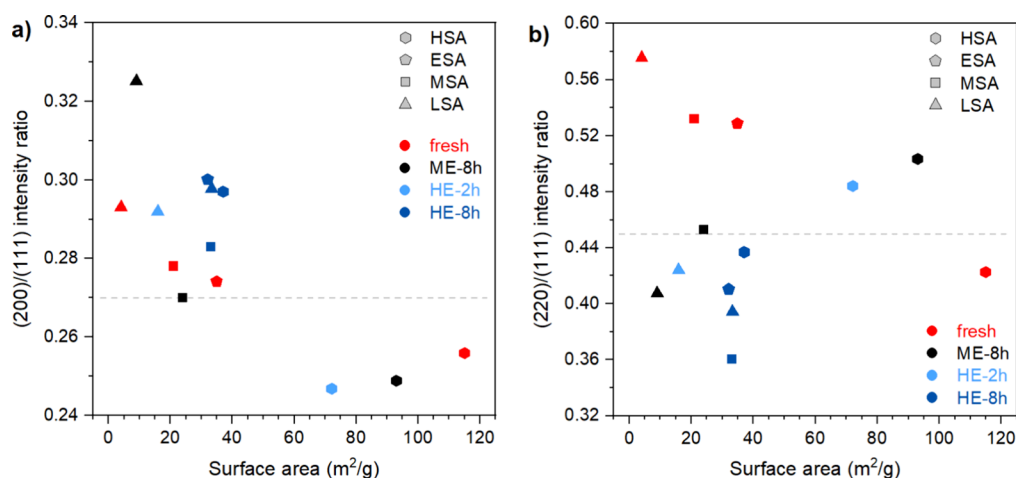 a)
0.34
0.32
0.30
0.28
0.26
0.24
(200)/(111) intensity ratio
HSA
ESA
MSA
LSA
fresh
ME-8h
HE-2h
HE-8h
0 20 40 60 80 100 120
Surface area (m²/g)
b)
0.60
0.56
0.52
0.48
0.44
0.40
0.36
0.32
(220)/(111) intensity ratio
HSA
ESA
MSA
LSA
fresh
ME-8h
HE-2h
HE-8h
0 20 40 60 80 100 120
Surface area (m²/g)